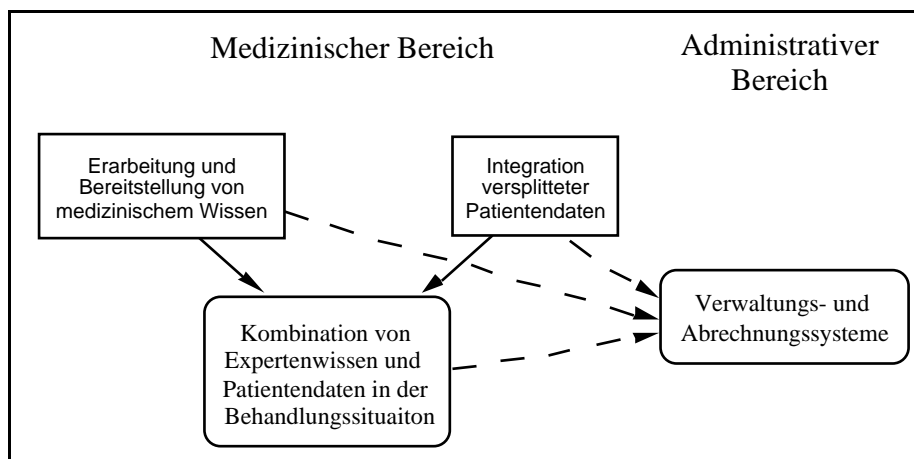 Medizinischer Bereich
Administrativer
Bereich
Erarbeitung und
Bereitstellung von
medizinischem Wissen
Integration
versplitteter
Patientendaten
Kombination von
Expertenwissen und
Patientendaten in der
Behandlungssituaiton
Verwaltungs- und
Abrechnungssysteme